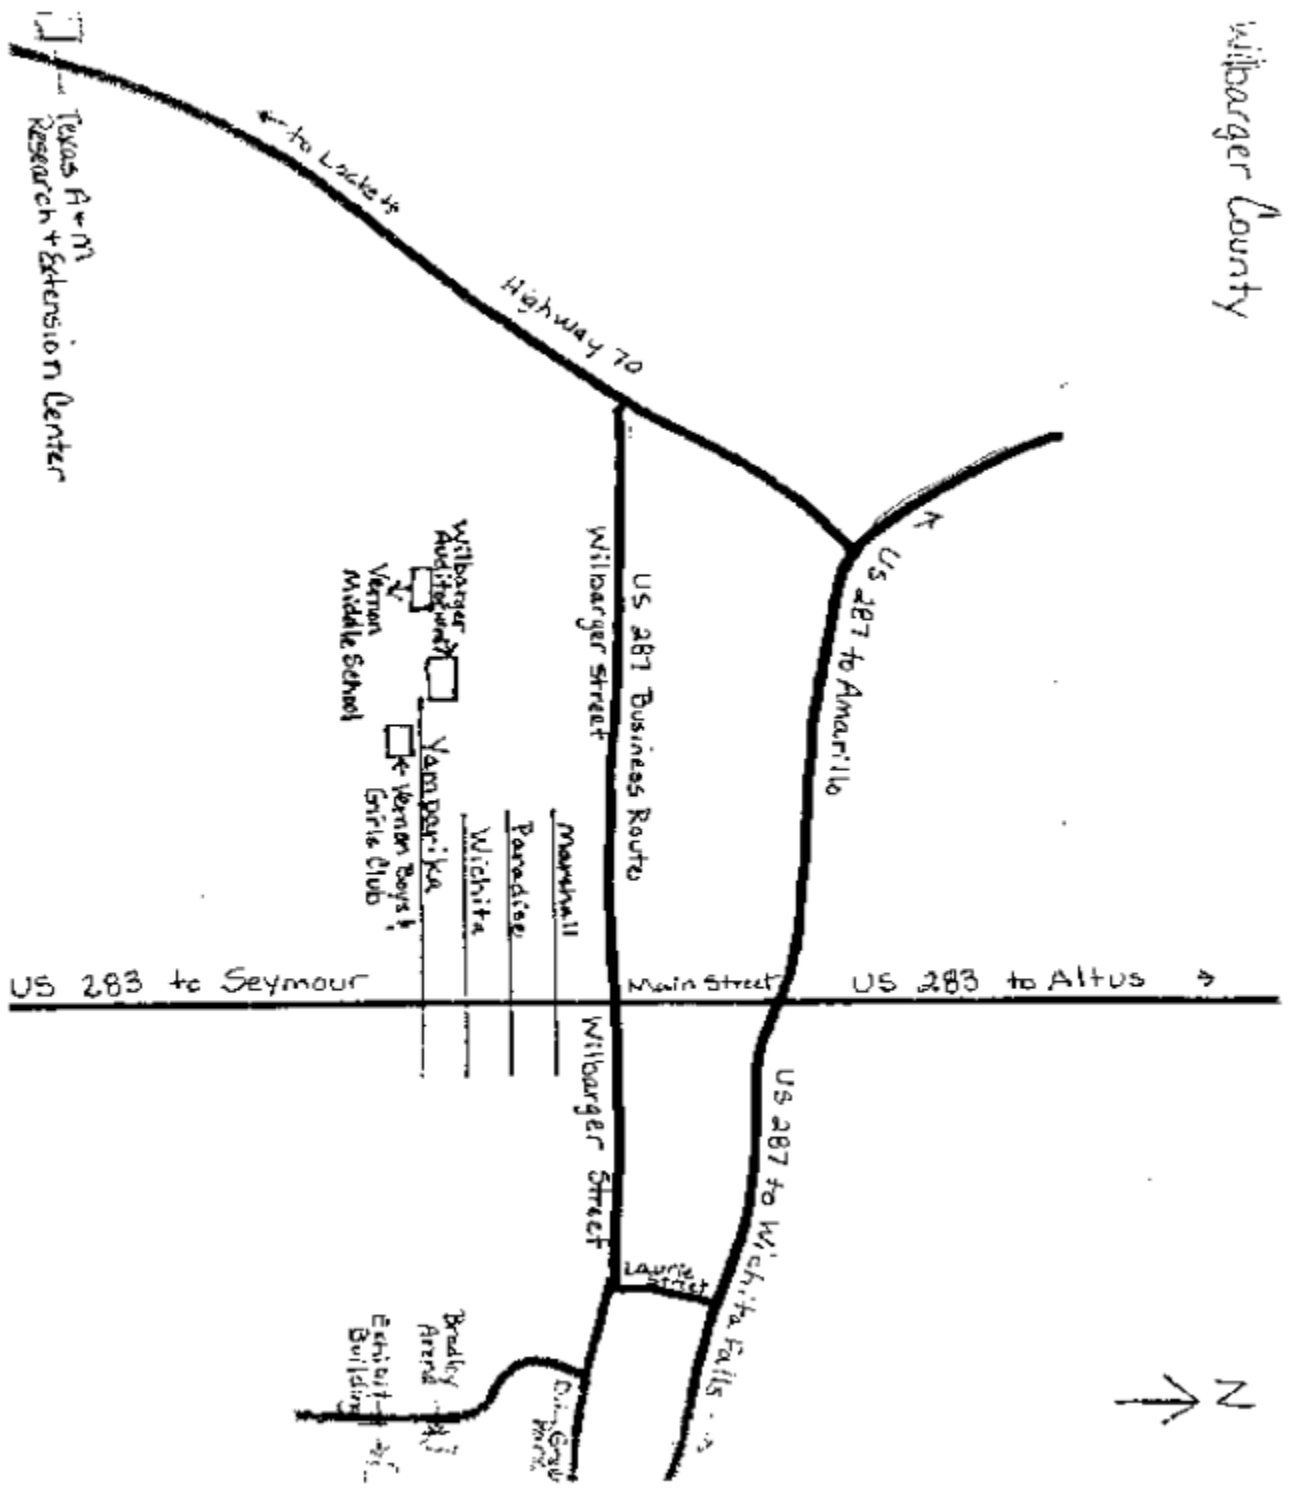 Wilbarger County
Texas A+M
Research + Extension Center
← to Lockett
Highway 70
US 287 to Amarillo
US 287 Business Route
Wilbarger Street
Wilbarger
Auditorium
Vernon
Middle School
Yamparika
Vernon Boys +
Girls Club
Wichita
Paradise
Marshall
US 283 to Seymour
Main Street
US 283 to Altus →
Wilbarger Street
US 287 to Wichita Falls
Laurie
Street
Bradley
Arena
Exhibit
Building
N